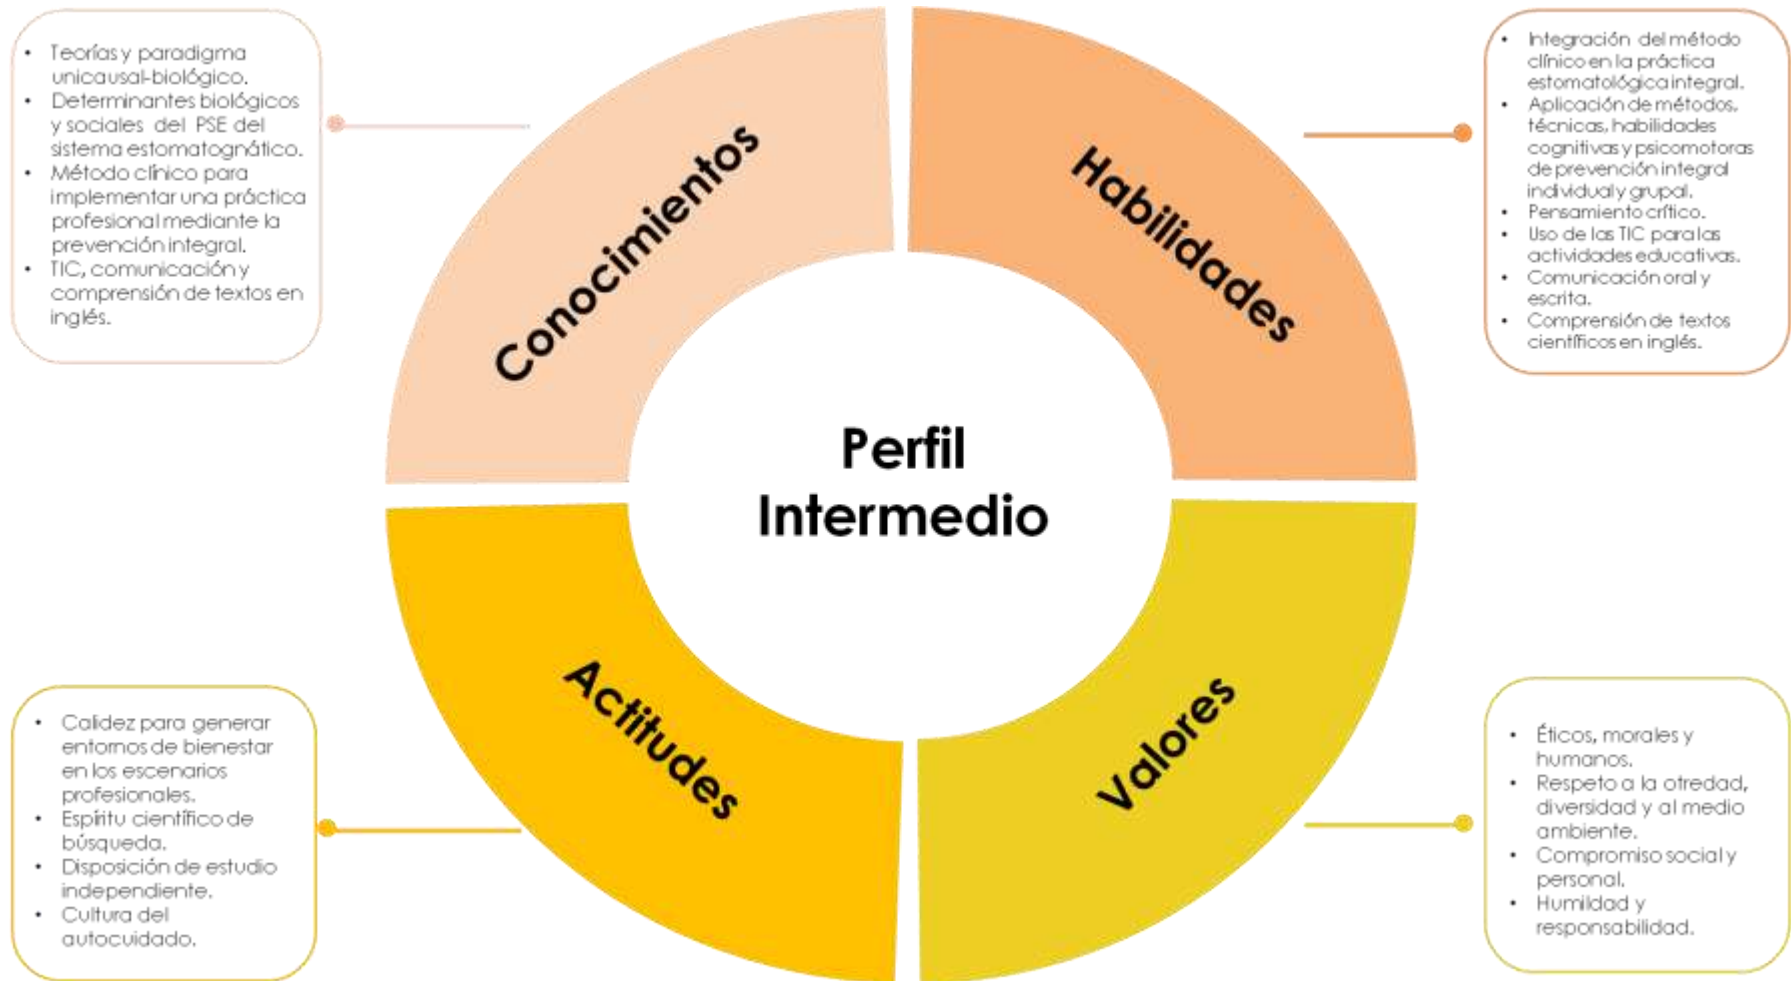 • Teorías y paradigma
unicausal-biológico.
• Determinantes biológicos
y sociales del PSE del
sistema estomatognático.
• Método clínico para
implementar una práctica
profesional mediante la
prevención integral.
• TIC, comunicación y
comprensión de textos en
inglés.
Conocimientos
Habilidades
• Integración del método
clínico en la práctica
estomatológica integral.
• Aplicación de métodos,
técnicas, habilidades
cognitivas y psicomotoras
de prevención integral
individual y grupal.
• Pensamiento crítico.
• Uso de las TIC para las
actividades educativas.
• Comunicación oral y
escrita.
• Comprensión de textos
científicos en inglés.
Perfil
Intermedio
• Calidez para generar
entornos de bienestar
en los escenarios
profesionales.
• Espíritu científico de
búsqueda.
• Disposición de estudio
independiente.
• Cultura del
autocuidado.
Actitudes
Valores
• Éticos, morales y
humanos.
• Respeto a la otredad,
diversidad y al medio
ambiente.
• Compromiso social y
personal.
• Humildad y
responsabilidad.